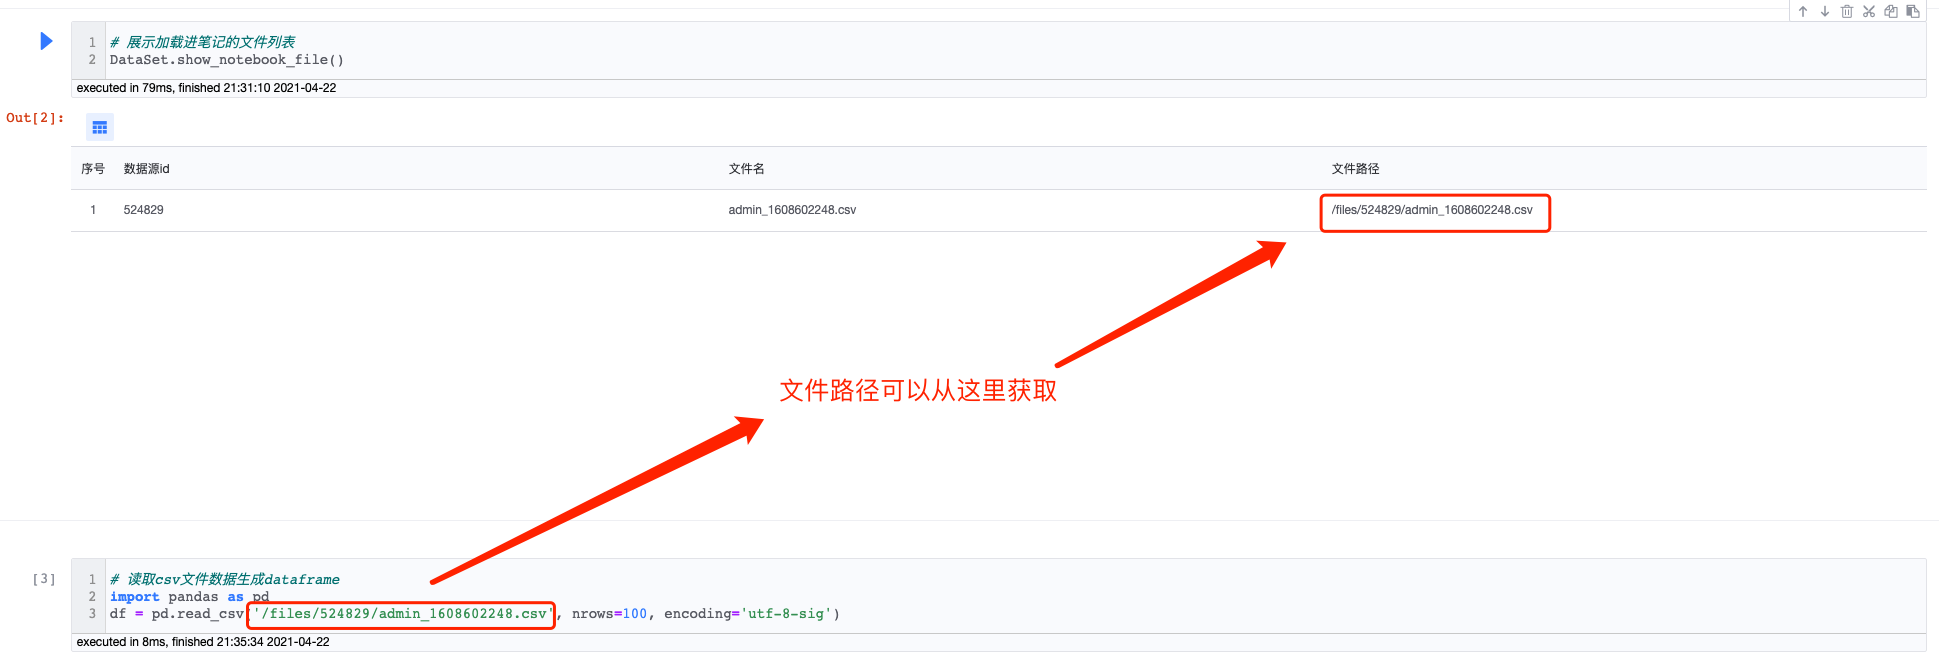 1 # 展示加载进笔记的文件列表
2 DataSet.show_notebook_file()
executed in 79ms, finished 21:31:10 2021-04-22
Out[2]:
序号 数据源id 文件名 文件路径
1 524829 admin_1608602248.csv /files/524829/admin_1608602248.csv
文件路径可以从这里获取
[3]
1 # 读取csv文件数据生成dataframe
2 import pandas as pd
3 df = pd.read_csv('/files/524829/admin_1608602248.csv', nrows=100, encoding='utf-8-sig')
executed in 8ms, finished 21:35:34 2021-04-22